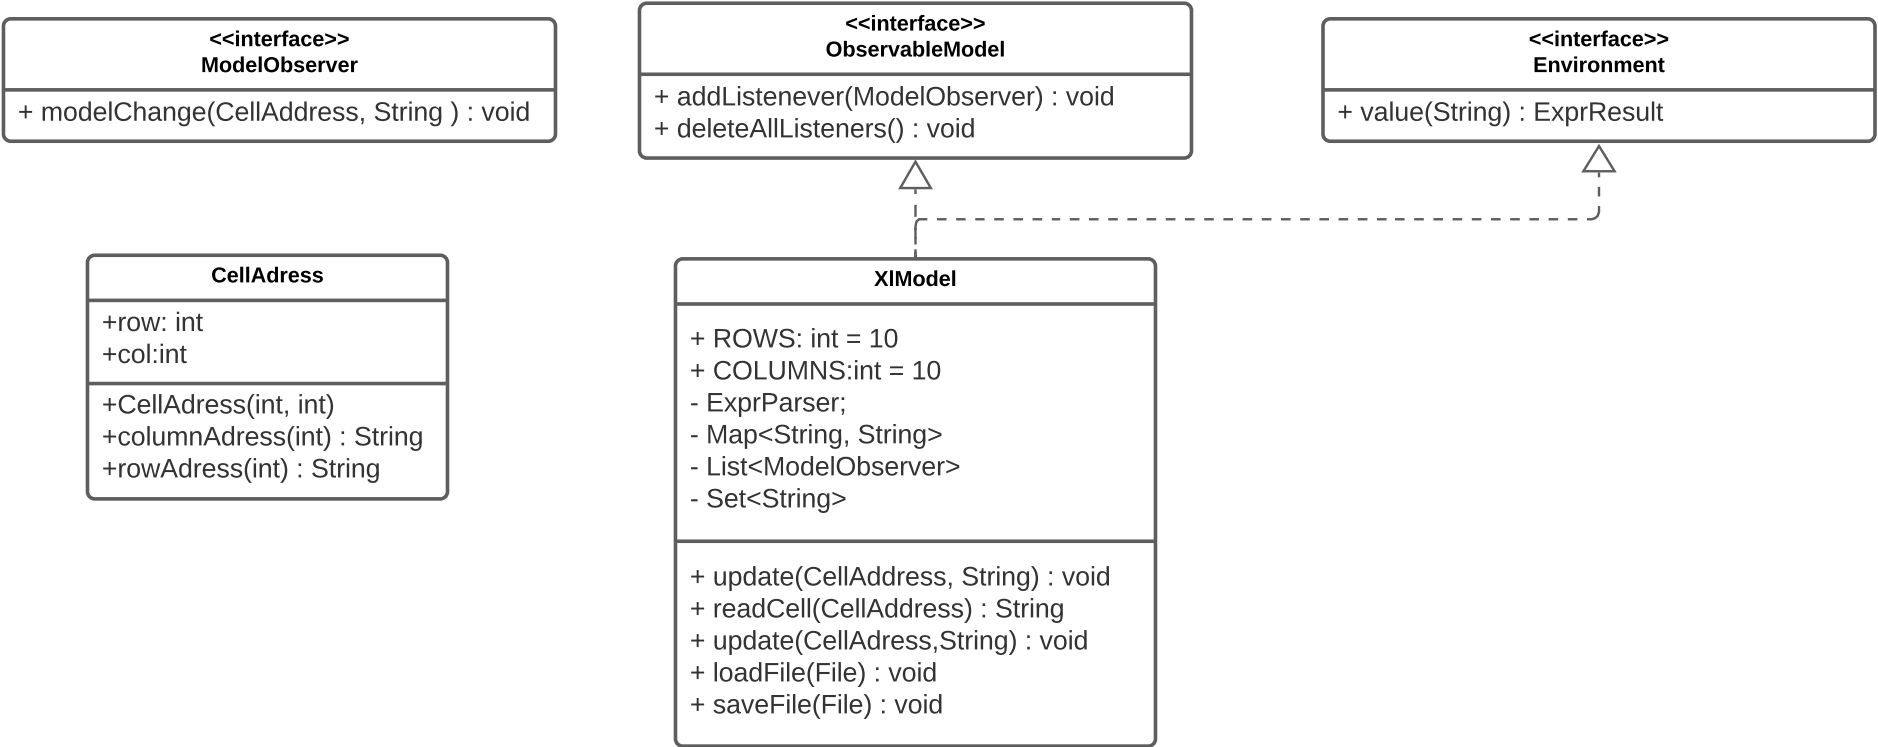 <<interface>>
ModelObserver
+ modelChange(CellAddress, String ) : void
<<interface>>
ObservableModel
+ addListenever(ModelObserver) : void
+ deleteAllListeners() : void
<<interface>>
Environment
+ value(String) : ExprResult
CellAdress
+row: int
+col:int
+CellAdress(int, int)
+columnAdress(int) : String
+rowAdress(int) : String
XlModel
+ ROWS: int = 10
+ COLUMNS:int = 10
- ExprParser;
- Map<String, String>
- List<ModelObserver>
- Set<String>
+ update(CellAddress, String) : void
+ readCell(CellAddress) : String
+ update(CellAdress,String) : void
+ loadFile(File) : void
+ saveFile(File) : void